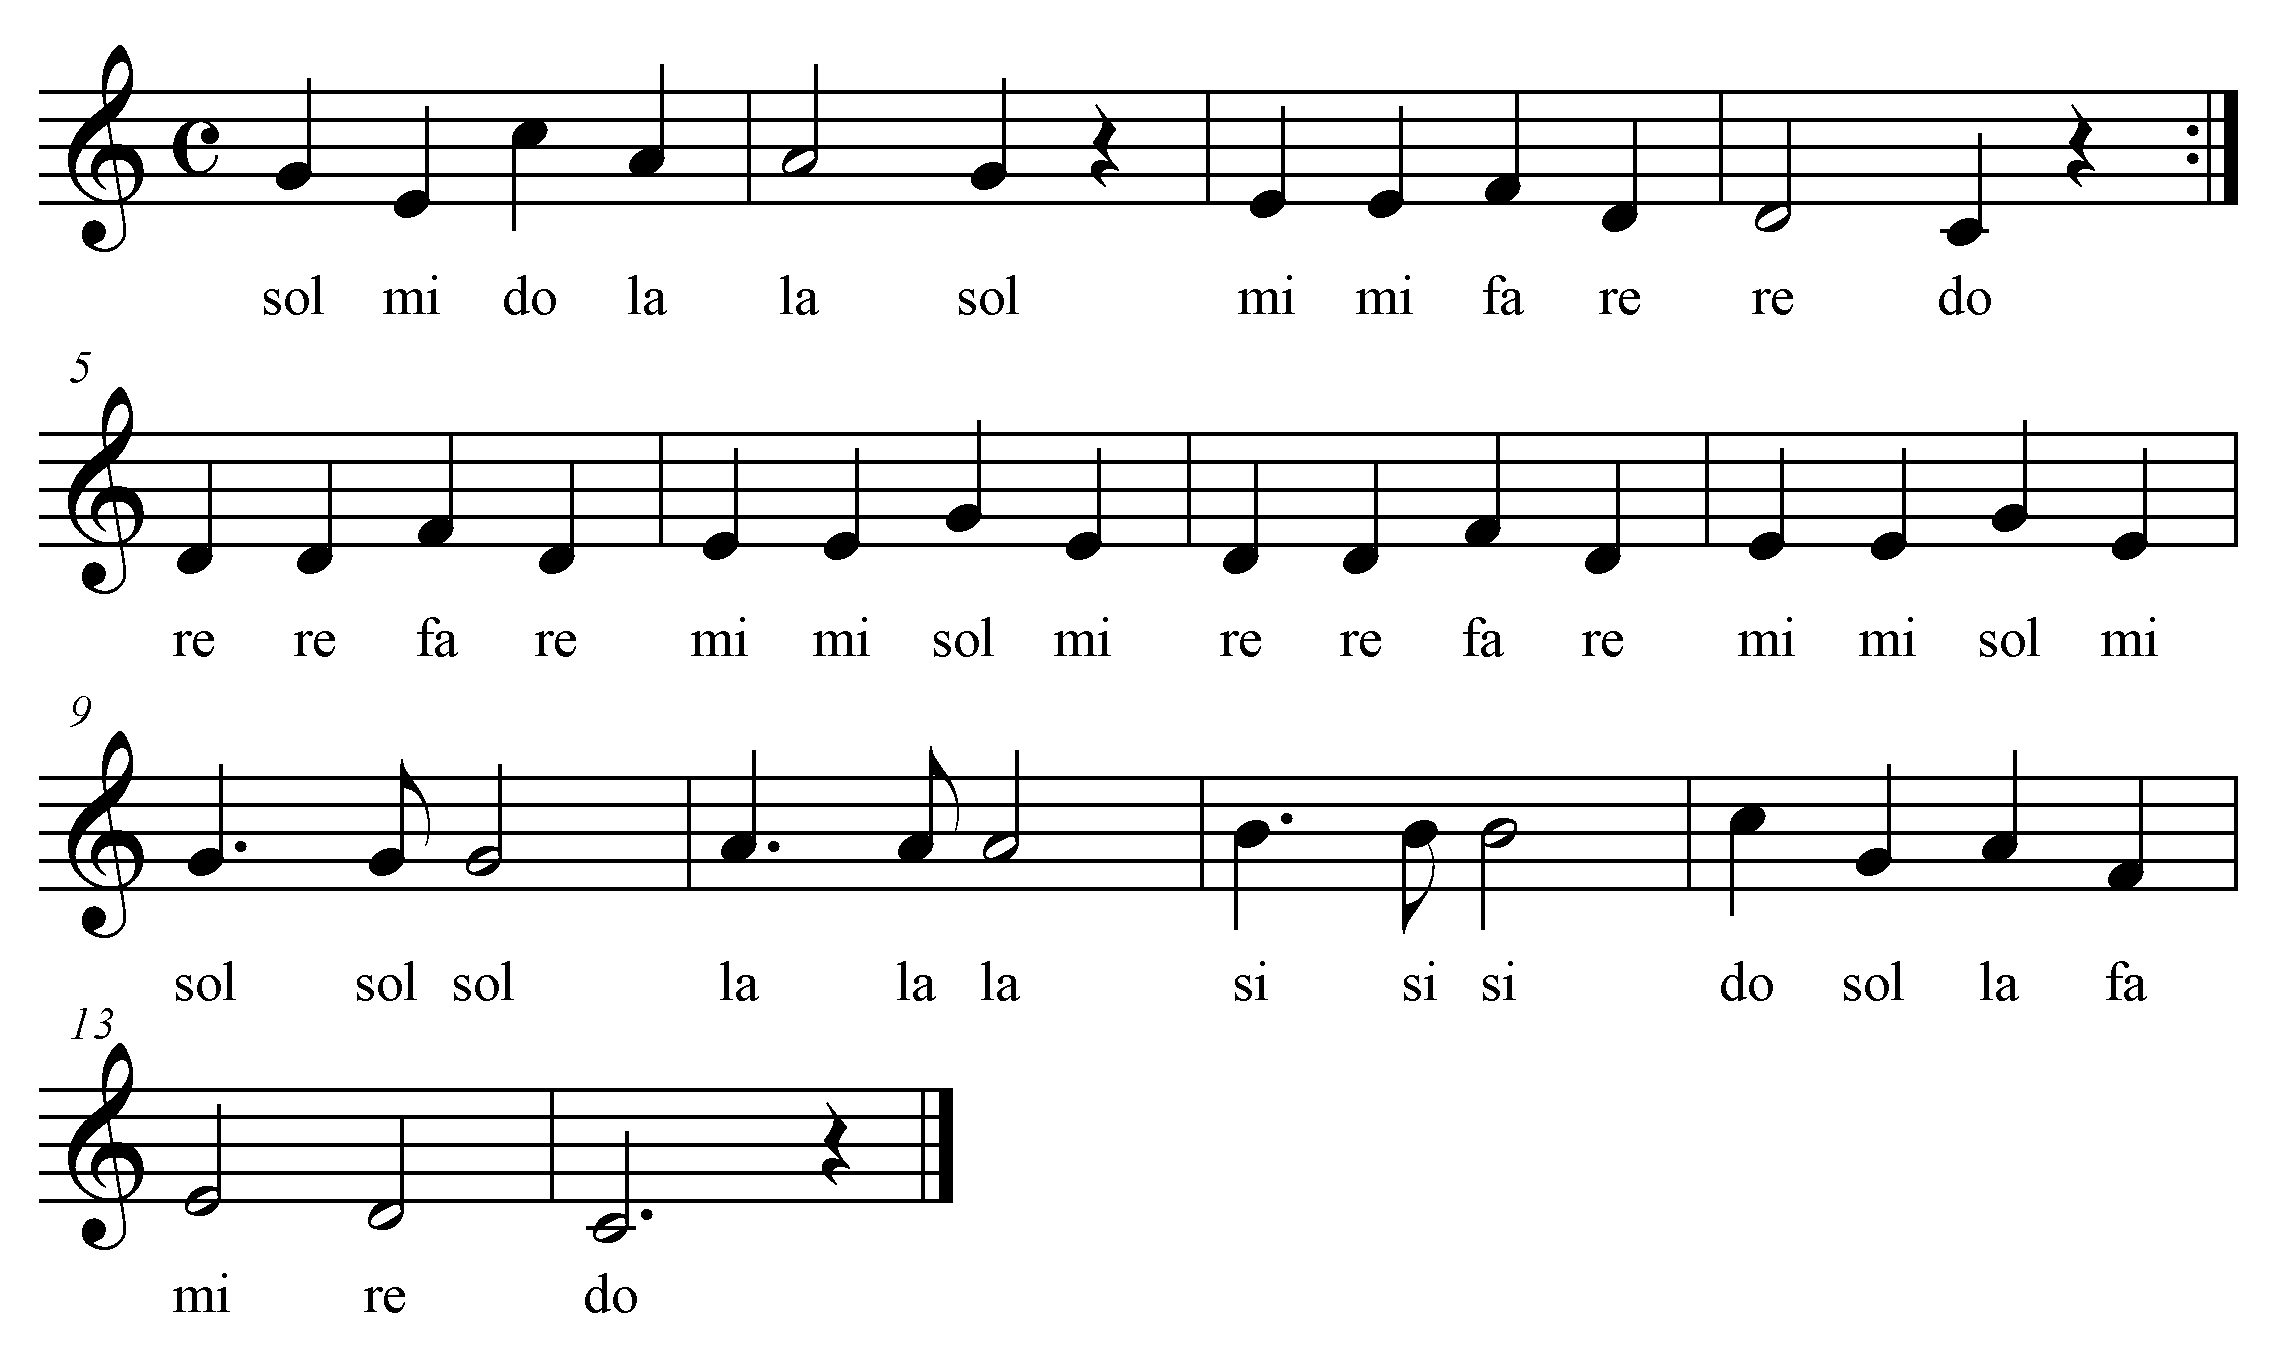 sol mi do la la sol mi mi fa re re do
5
re re fa re mi mi sol mi re re fa re mi mi sol mi
9
sol sol sol la la la si si si do sol la fa
13
mi re do